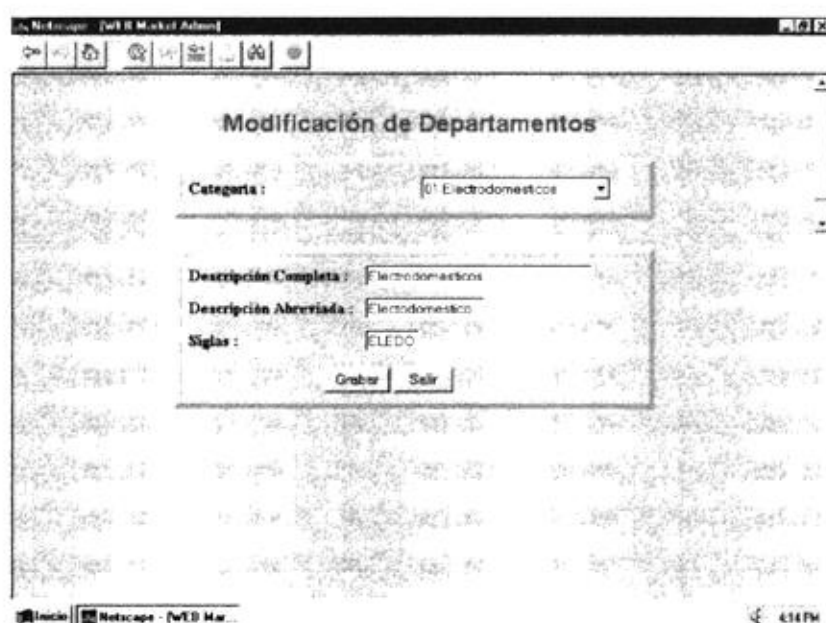 Netscape - [WEB Market Admin]
Modificación de Departamentos
Categoria : 01 Electrodomesticos
Descripción Completa : Electrodomesticos
Descripción Abreviada : Electodomestico
Siglas : ELEDO
Grabar Salir
Inicio Netscape - [WEB Mar... 4:14 PM